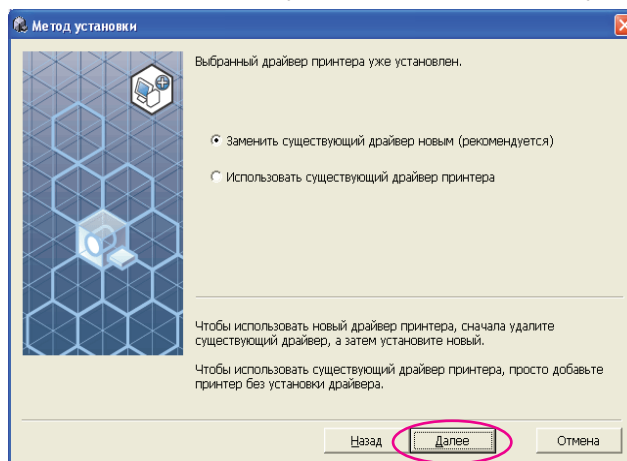 Метод установки
Выбранный драйвер принтера уже установлен.
Заменить существующий драйвер новым (рекомендуется)
Использовать существующий драйвер принтера
Чтобы использовать новый драйвер принтера, сначала удалите
существующий драйвер, а затем установите новый.
Чтобы использовать существующий драйвер принтера, просто добавьте
принтер без установки драйвера.
Назад Далее Отмена